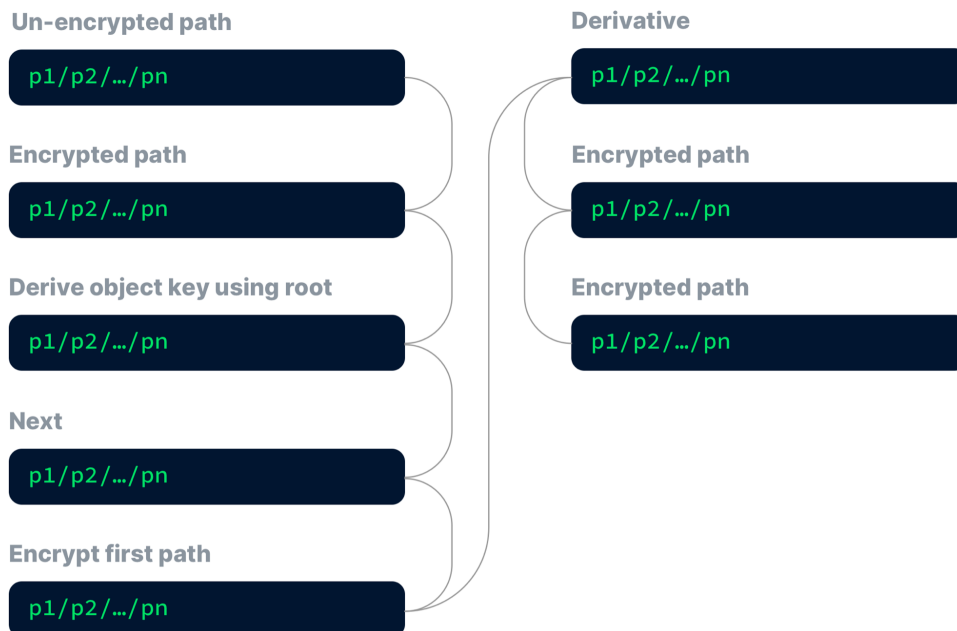 Un-encrypted path
p1/p2/…/pn
Encrypted path
p1/p2/…/pn
Derive object key using root
p1/p2/…/pn
Next
p1/p2/…/pn
Encrypt first path
p1/p2/…/pn
Derivative
p1/p2/…/pn
Encrypted path
p1/p2/…/pn
Encrypted path
p1/p2/…/pn